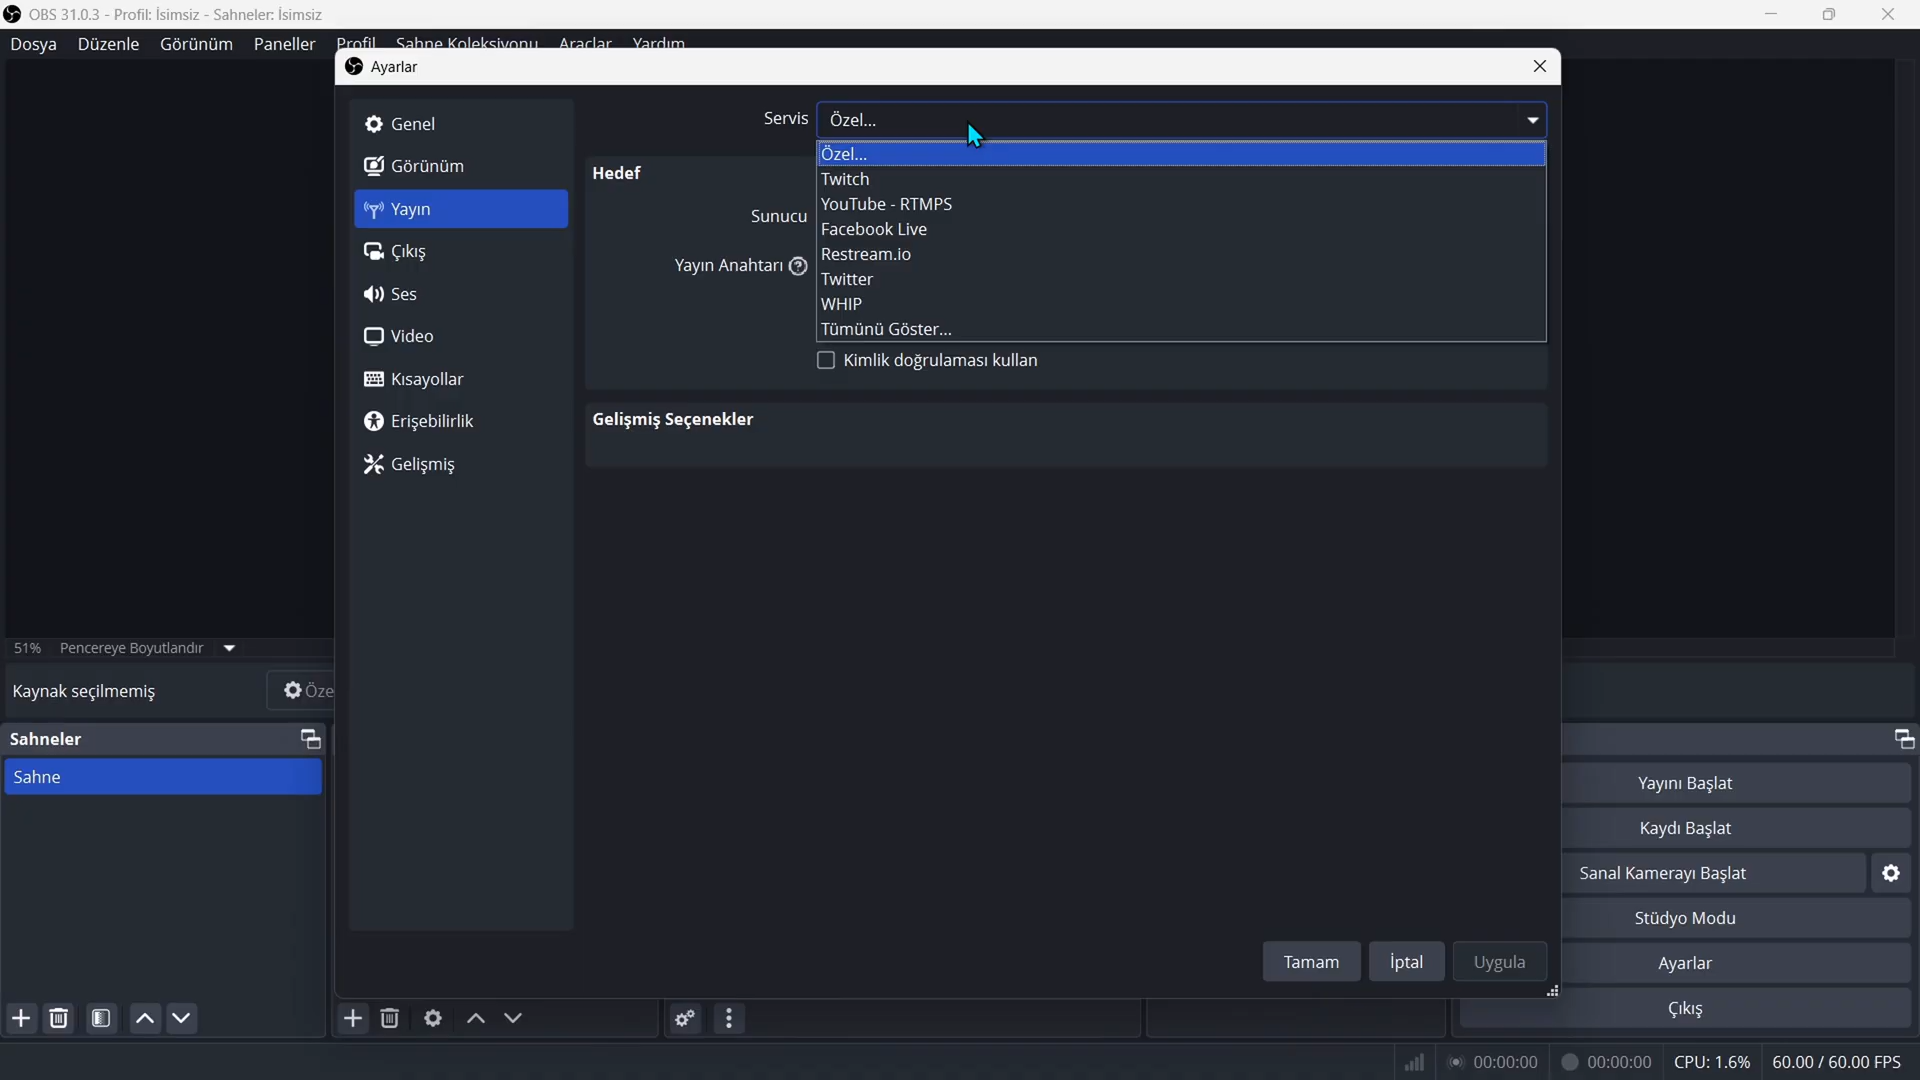 OBS 31.0.3 - Profil: İsimsiz - Sahneler: İsimsiz
Dosya Düzenle Görünüm Paneller Profil Sahne Koleksiyonu Araçlar Yardım
Ayarlar
Genel
Görünüm
Yayın
Çıkış
Ses
Video
Kısayollar
Erişebilirlik
Gelişmiş
Servis Özel...
Özel...
Twitch
YouTube - RTMPS
Facebook Live
Restream.io
Twitter
WHIP
Tümünü Göster...
Hedef
Sunucu
Yayın Anahtarı
Kimlik doğrulaması kullan
Gelişmiş Seçenekler
Tamam İptal Uygula
51% Pencereye Boyutlandır
Kaynak seçilmemiş
Öze
Sahneler
Sahne
Yayını Başlat
Kaydı Başlat
Sanal Kamerayı Başlat
Stüdyo Modu
Ayarlar
Çıkış
00:00:00 00:00:00 CPU: 1.6% 60.00 / 60.00 FPS